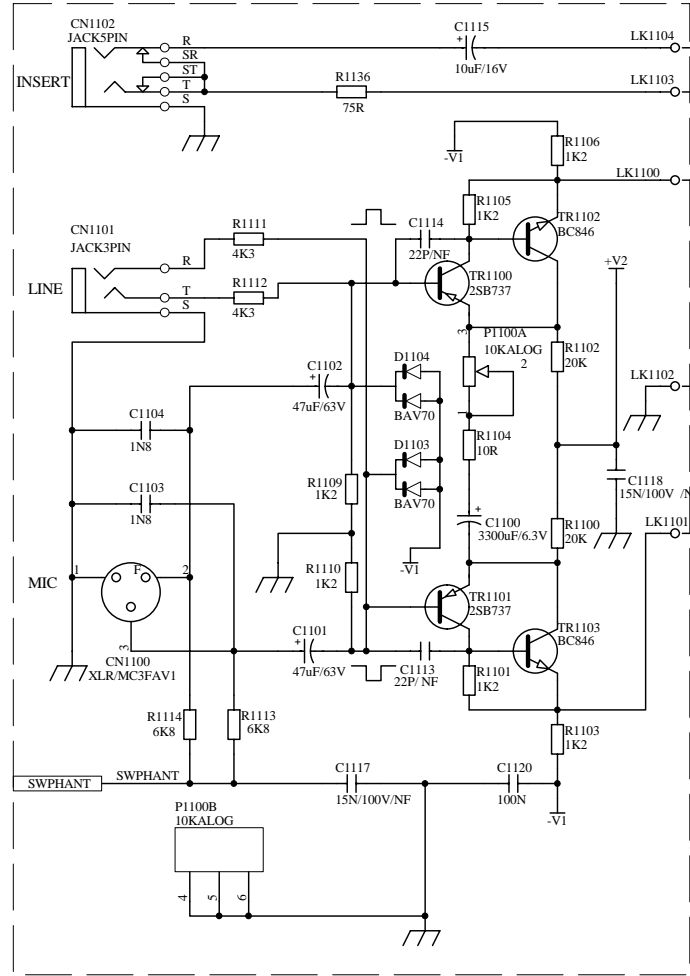 CN1102
JACK5PIN
INSERT
R
SR
ST
T
S
C1115
+
10uF/16V
LK1104
R1136
75R
LK1103
-V1
R1106
1K2
LK1100
R1105
1K2
TR1102
BC846
CN1101
JACK3PIN
R1111
4K3
C1114
22P/NF
R
LINE
T
S
R1112
4K3
TR1100
2SB737
+V2
3
P1100A
10KALOG
2
1
R1102
20K
D1104
BAV70
C1102
+
47uF/63V
LK1102
C1104
1N8
R1104
10R
D1103
BAV70
C1103
1N8
R1109
1K2
C1118
15N/100V /N
+
C1100
3300uF/6.3V
R1100
20K
LK1101
-V1
1
F
2
MIC
3
R1110
1K2
TR1101
2SB737
TR1103
BC846
CN1100
XLR/MC3FAV1
C1101
+
47uF/63V
C1113
22P/ NF
R1101
1K2
R1114
6K8
R1113
6K8
R1103
1K2
SWPHANT
SWPHANT
C1117
15N/100V/NF
C1120
100N
-V1
P1100B
10KALOG
4
5
6